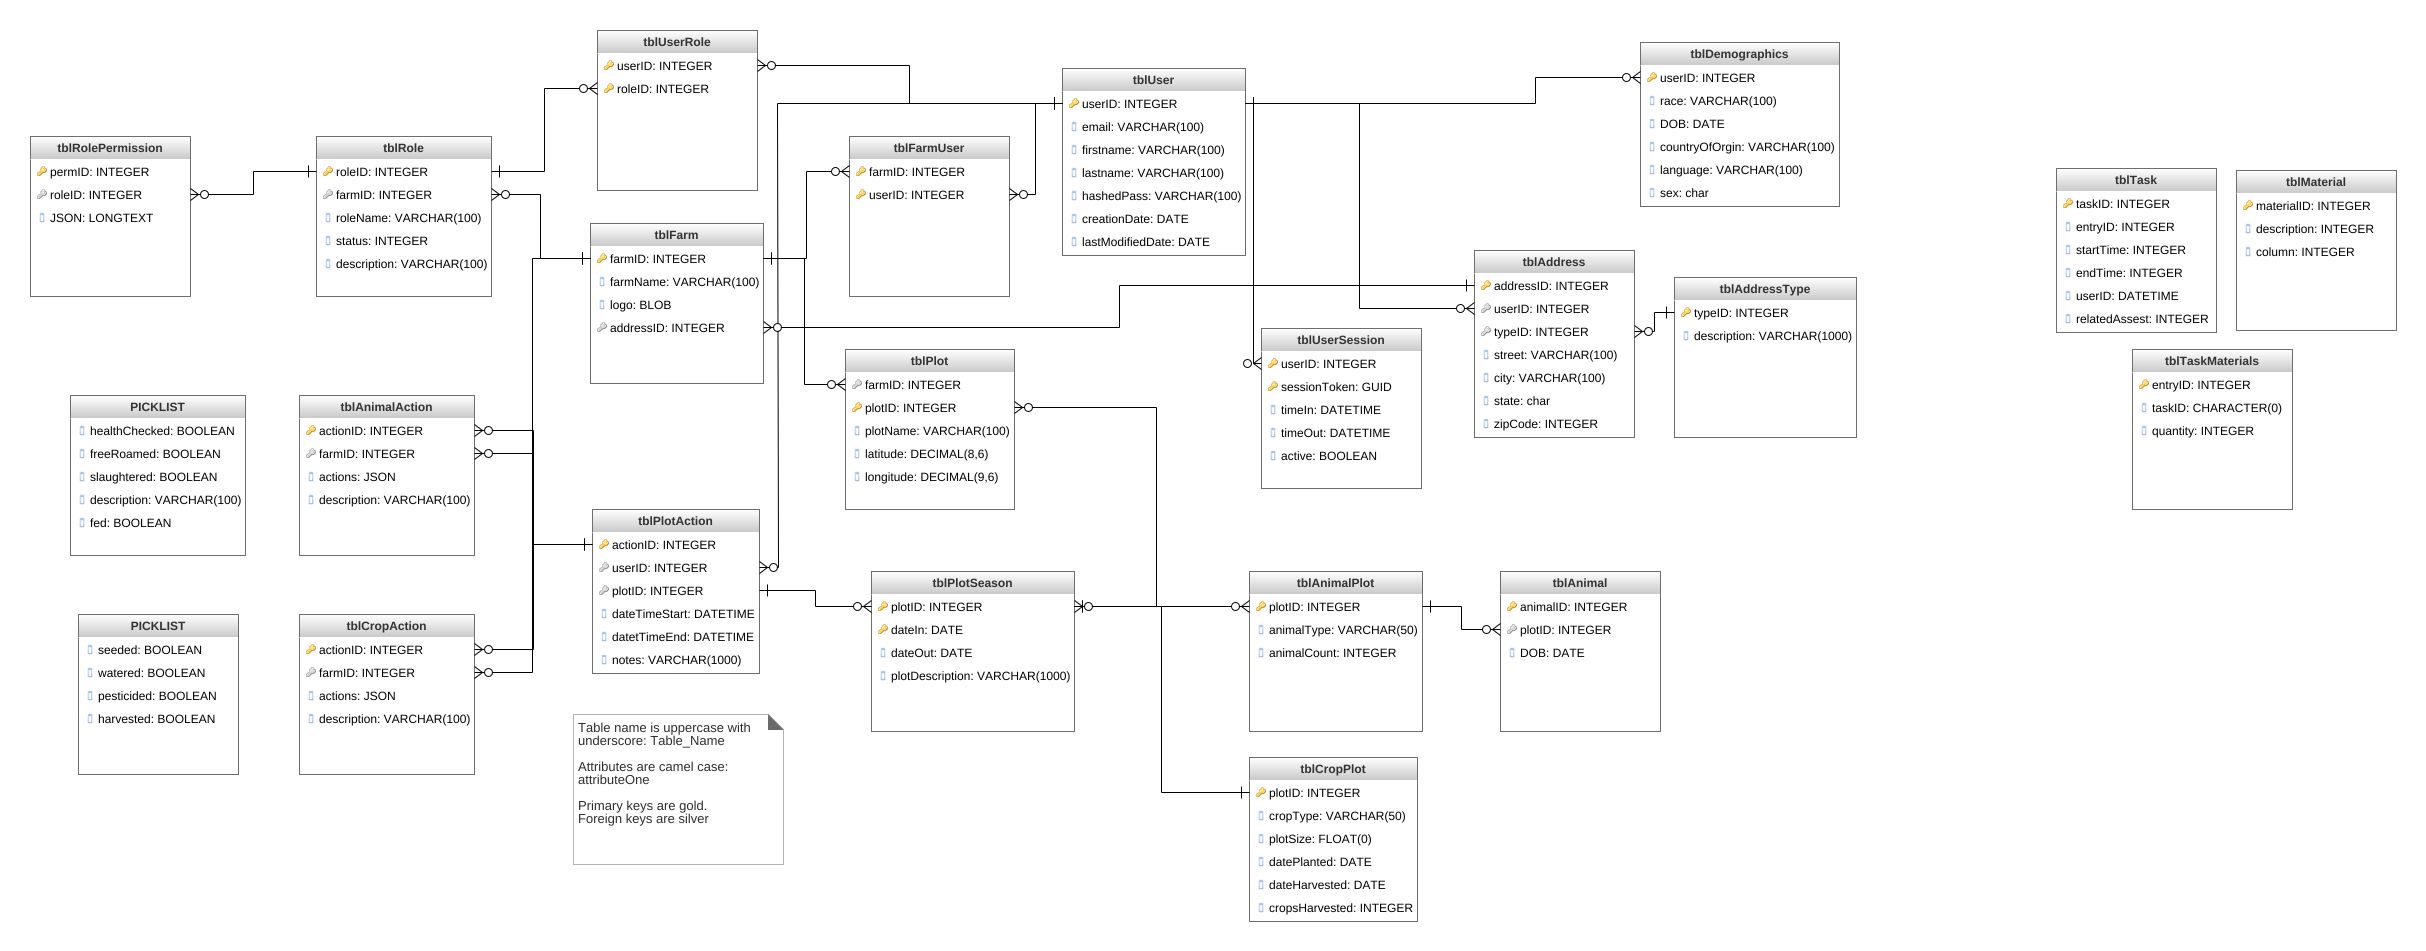 tblUserRole
userID: INTEGER
roleID: INTEGER
tblDemographics
userID: INTEGER
race: VARCHAR(100)
DOB: DATE
countryOfOrgin: VARCHAR(100)
language: VARCHAR(100)
sex: char
tblUser
userID: INTEGER
email: VARCHAR(100)
firstname: VARCHAR(100)
lastname: VARCHAR(100)
hashedPass: VARCHAR(100)
creationDate: DATE
lastModifiedDate: DATE
tblRolePermission
permID: INTEGER
roleID: INTEGER
JSON: LONGTEXT
tblRole
roleID: INTEGER
farmID: INTEGER
roleName: VARCHAR(100)
status: INTEGER
description: VARCHAR(100)
tblFarmUser
farmID: INTEGER
userID: INTEGER
tblTask
taskID: INTEGER
entryID: INTEGER
startTime: INTEGER
endTime: INTEGER
userID: DATETIME
relatedAssest: INTEGER
tblMaterial
materialID: INTEGER
description: INTEGER
column: INTEGER
tblFarm
farmID: INTEGER
farmName: VARCHAR(100)
logo: BLOB
addressID: INTEGER
tblAddress
addressID: INTEGER
userID: INTEGER
typeID: INTEGER
street: VARCHAR(100)
city: VARCHAR(100)
state: char
zipCode: INTEGER
tblAddressType
typeID: INTEGER
description: VARCHAR(1000)
tblUserSession
userID: INTEGER
sessionToken: GUID
timeIn: DATETIME
timeOut: DATETIME
active: BOOLEAN
tblPlot
farmID: INTEGER
plotID: INTEGER
plotName: VARCHAR(100)
latitude: DECIMAL(8,6)
longitude: DECIMAL(9,6)
tblTaskMaterials
entryID: INTEGER
taskID: CHARACTER(0)
quantity: INTEGER
PICKLIST
healthChecked: BOOLEAN
freeRoamed: BOOLEAN
slaughtered: BOOLEAN
description: VARCHAR(100)
fed: BOOLEAN
tblAnimalAction
actionID: INTEGER
farmID: INTEGER
actions: JSON
description: VARCHAR(100)
tblPlotAction
actionID: INTEGER
userID: INTEGER
plotID: INTEGER
dateTimeStart: DATETIME
datetTimeEnd: DATETIME
notes: VARCHAR(1000)
tblPlotSeason
plotID: INTEGER
dateIn: DATE
dateOut: DATE
plotDescription: VARCHAR(1000)
tblAnimalPlot
plotID: INTEGER
animalType: VARCHAR(50)
animalCount: INTEGER
tblAnimal
animalID: INTEGER
plotID: INTEGER
DOB: DATE
PICKLIST
seeded: BOOLEAN
watered: BOOLEAN
pesticided: BOOLEAN
harvested: BOOLEAN
tblCropAction
actionID: INTEGER
farmID: INTEGER
actions: JSON
description: VARCHAR(100)
Table name is uppercase with
underscore: Table_Name
Attributes are camel case:
attributeOne
Primary keys are gold.
Foreign keys are silver
tblCropPlot
plotID: INTEGER
cropType: VARCHAR(50)
plotSize: FLOAT(0)
datePlanted: DATE
dateHarvested: DATE
cropsHarvested: INTEGER